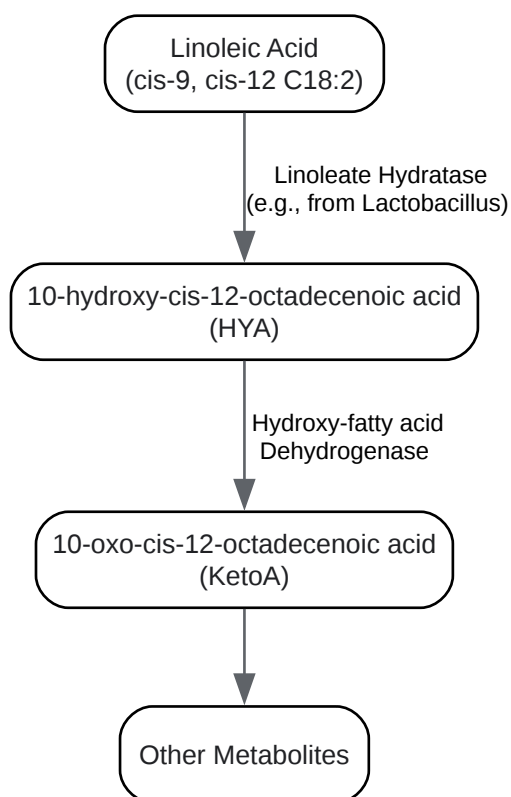 Linoleic Acid
(cis-9, cis-12 C18:2)
Linoleate Hydratase
(e.g., from Lactobacillus)
10-hydroxy-cis-12-octadecenoic acid
(HYA)
Hydroxy-fatty acid
Dehydrogenase
10-oxo-cis-12-octadecenoic acid
(KetoA)
Other Metabolites